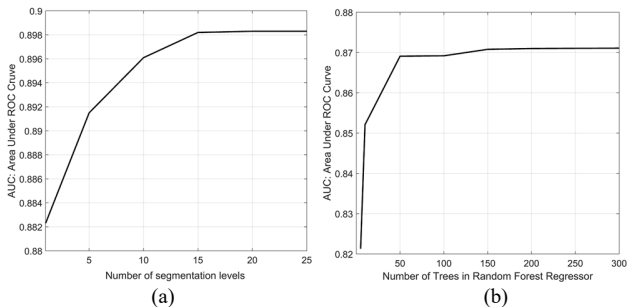 0.9
0.898
0.896
0.894
0.892
0.89
0.888
0.886
0.884
0.882
0.88
5 10 15 20 25
AUC: Area Under ROC Cruve
Number of segmentation levels
(a)
0.88
0.87
0.86
0.85
0.84
0.83
0.82
50 100 150 200 250 300
AUC: Area Under ROC Curve
Number of Trees in Random Forest Regressor
(b)